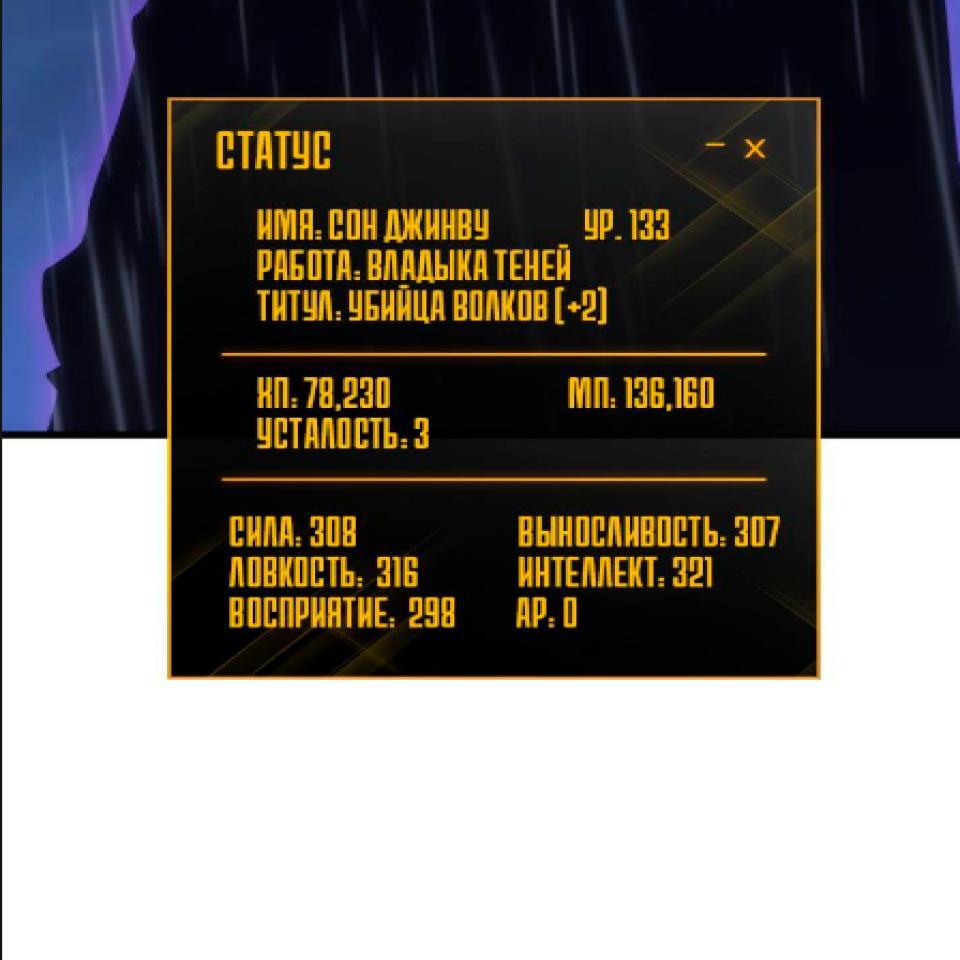 СТАТУС
ИМЯ: СОН ДЖИНВУ УР. 133
РАБОТА: ВЛАДЫКА ТЕНЕЙ
ТИТУЛ: УБИЙЦА ВОЛКОВ (+2)
ХП: 78,230 МП: 136,160
УСТАЛОСТЬ: 3
СИЛА: 308 ВЫНОСЛИВОСТЬ: 307
ЛОВКОСТЬ: 316 ИНТЕЛЛЕКТ: 321
ВОСПРИЯТИЕ: 298 АР: 0